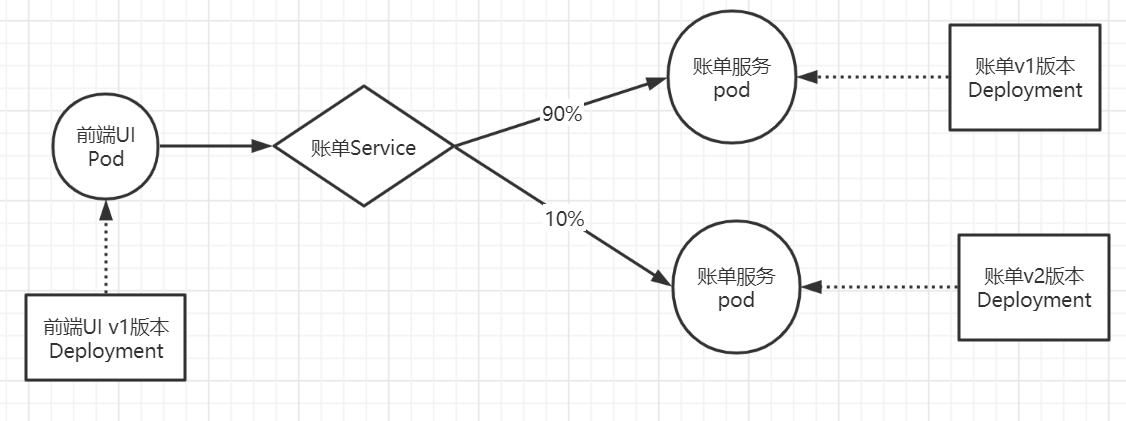 前端UI
Pod
前端UI v1版本
Deployment
账单Service
90%
10%
账单服务
pod
账单v1版本
Deployment
账单服务
pod
账单v2版本
Deployment